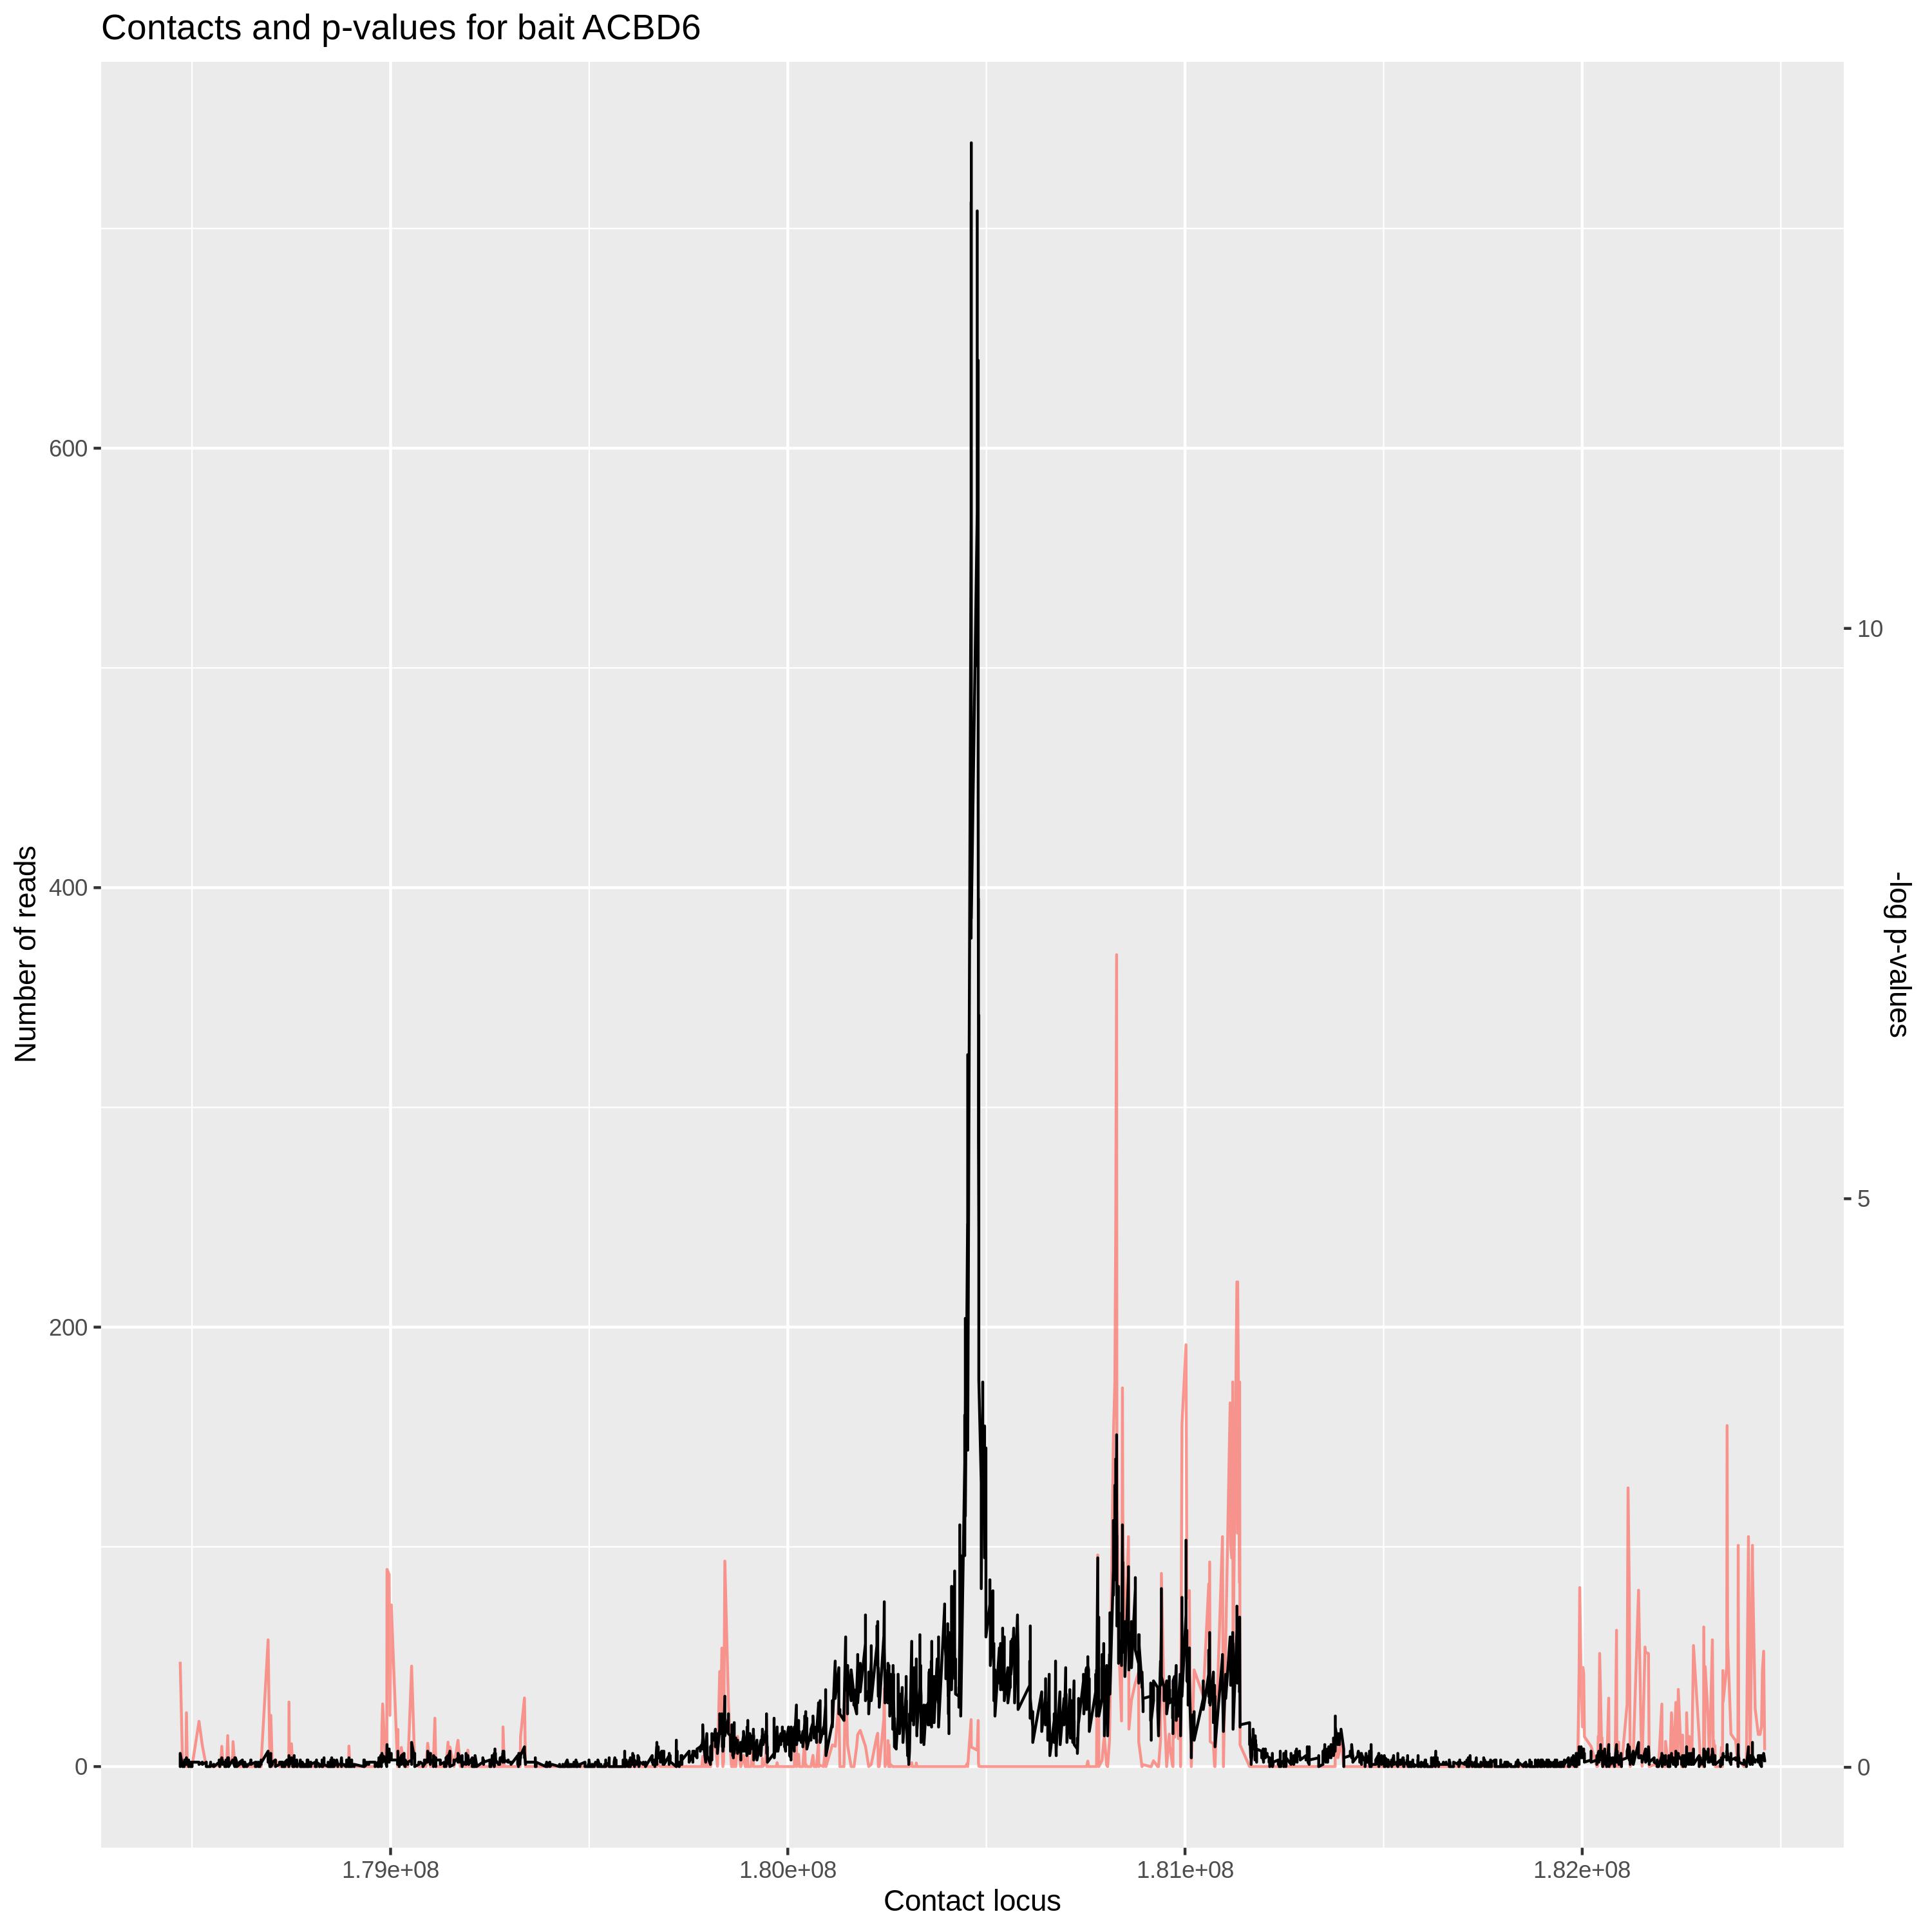 Contacts and p-values for bait ACBD6
Number of reads
600
400
200
0
10
5
0
-log p-values
1.79e+08
1.80e+08
1.81e+08
1.82e+08
Contact locus